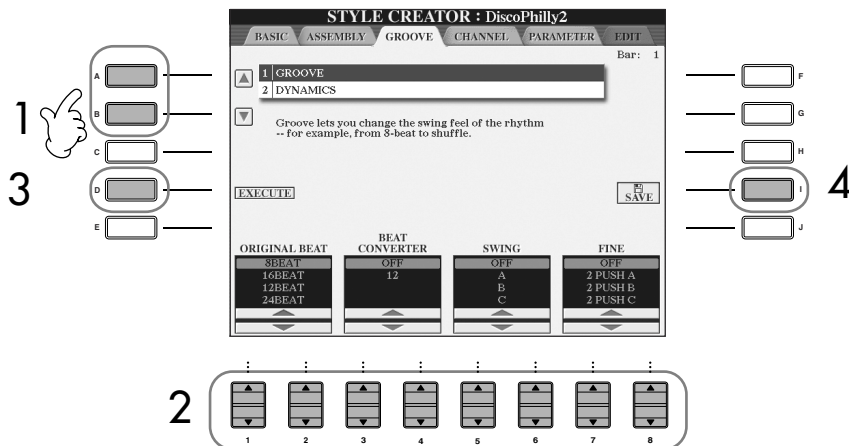 STYLE CREATOR : DiscoPhilly2
BASIC ASSEMBLY GROOVE CHANNEL PARAMETER EDIT
Bar: 1
1 GROOVE
2 DYNAMICS
Groove lets you change the swing feel of the rhythm
-- for example, from 8-beat to shuffle.
EXECUTE
SAVE
ORIGINAL BEAT
8BEAT
16BEAT
12BEAT
24BEAT
BEAT
CONVERTER
OFF
12
SWING
OFF
A
B
C
FINE
OFF
2 PUSH A
2 PUSH B
2 PUSH C
A
B
C
D
E
F
G
H
I
J
1
3
4
2
1 2 3 4 5 6 7 8